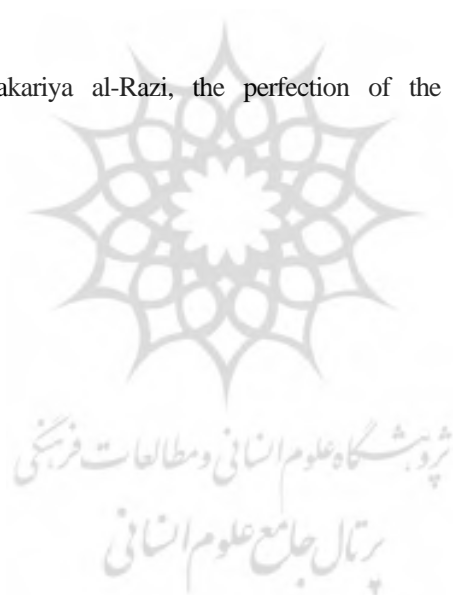 akariya al-Razi, the perfection of the
پژوهشگاه علوم انسانی و مطالعات فرهنگی
پرتال جامع علوم انسانی